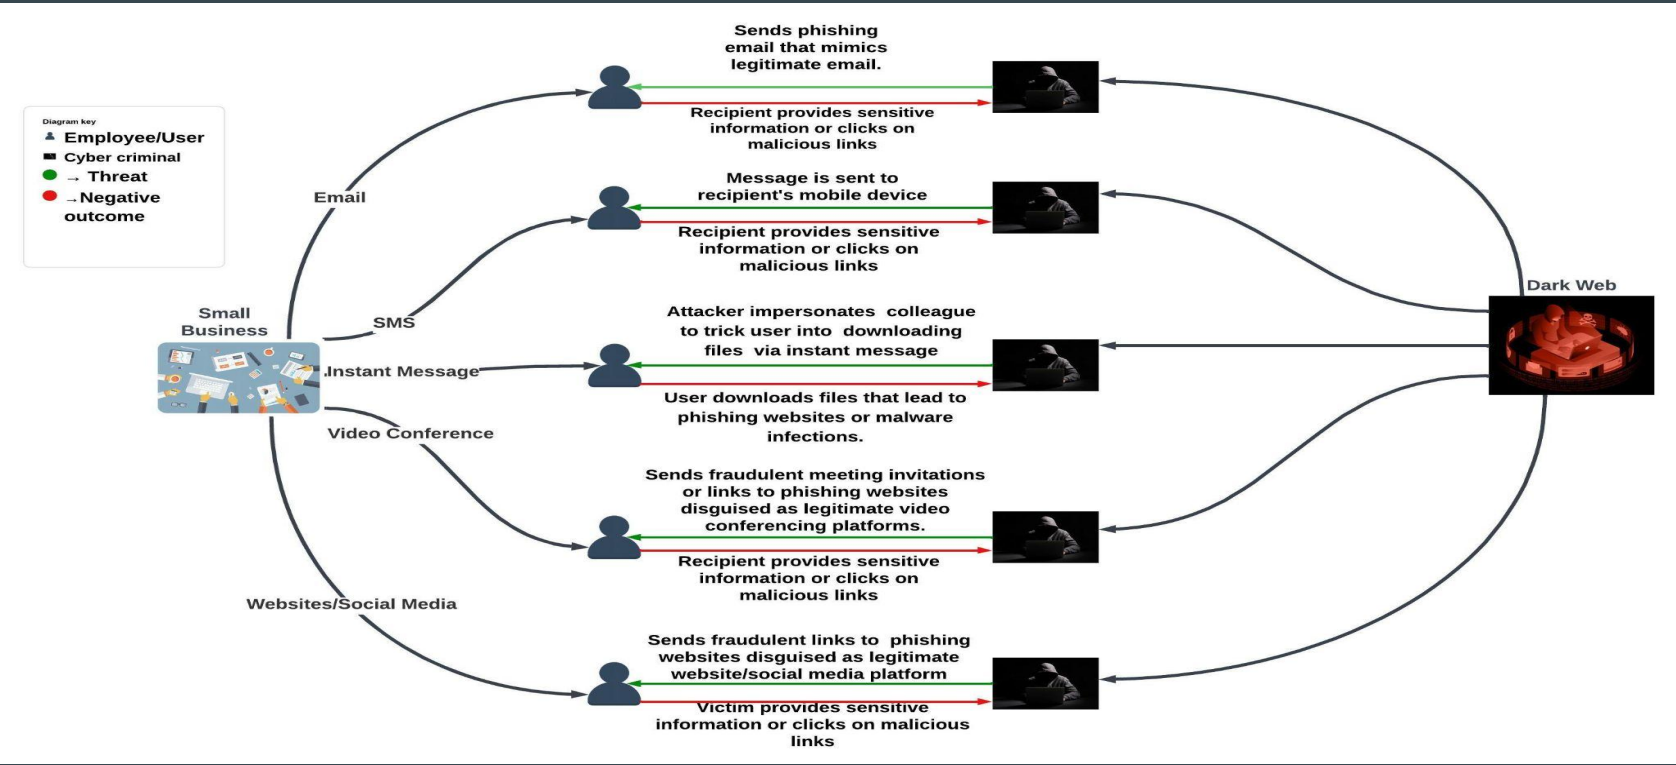 Sends phishing
email that mimics
legitimate email.
Recipient provides sensitive
information or clicks on
malicious links
Diagram key
Employee/User
Cyber criminal
→ Threat
→Negative
outcome
Email
Message is sent to
recipient's mobile device
Recipient provides sensitive
information or clicks on
malicious links
Small
Business
SMS
Instant Message
Video Conference
Websites/Social Media
Attacker impersonates colleague
to trick user into downloading
files via instant message
User downloads files that lead to
phishing websites or malware
infections.
Sends fraudulent meeting invitations
or links to phishing websites
disguised as legitimate video
conferencing platforms.
Recipient provides sensitive
information or clicks on
malicious links
Sends fraudulent links to phishing
websites disguised as legitimate
website/social media platform
Victim provides sensitive
information or clicks on malicious
links
Dark Web